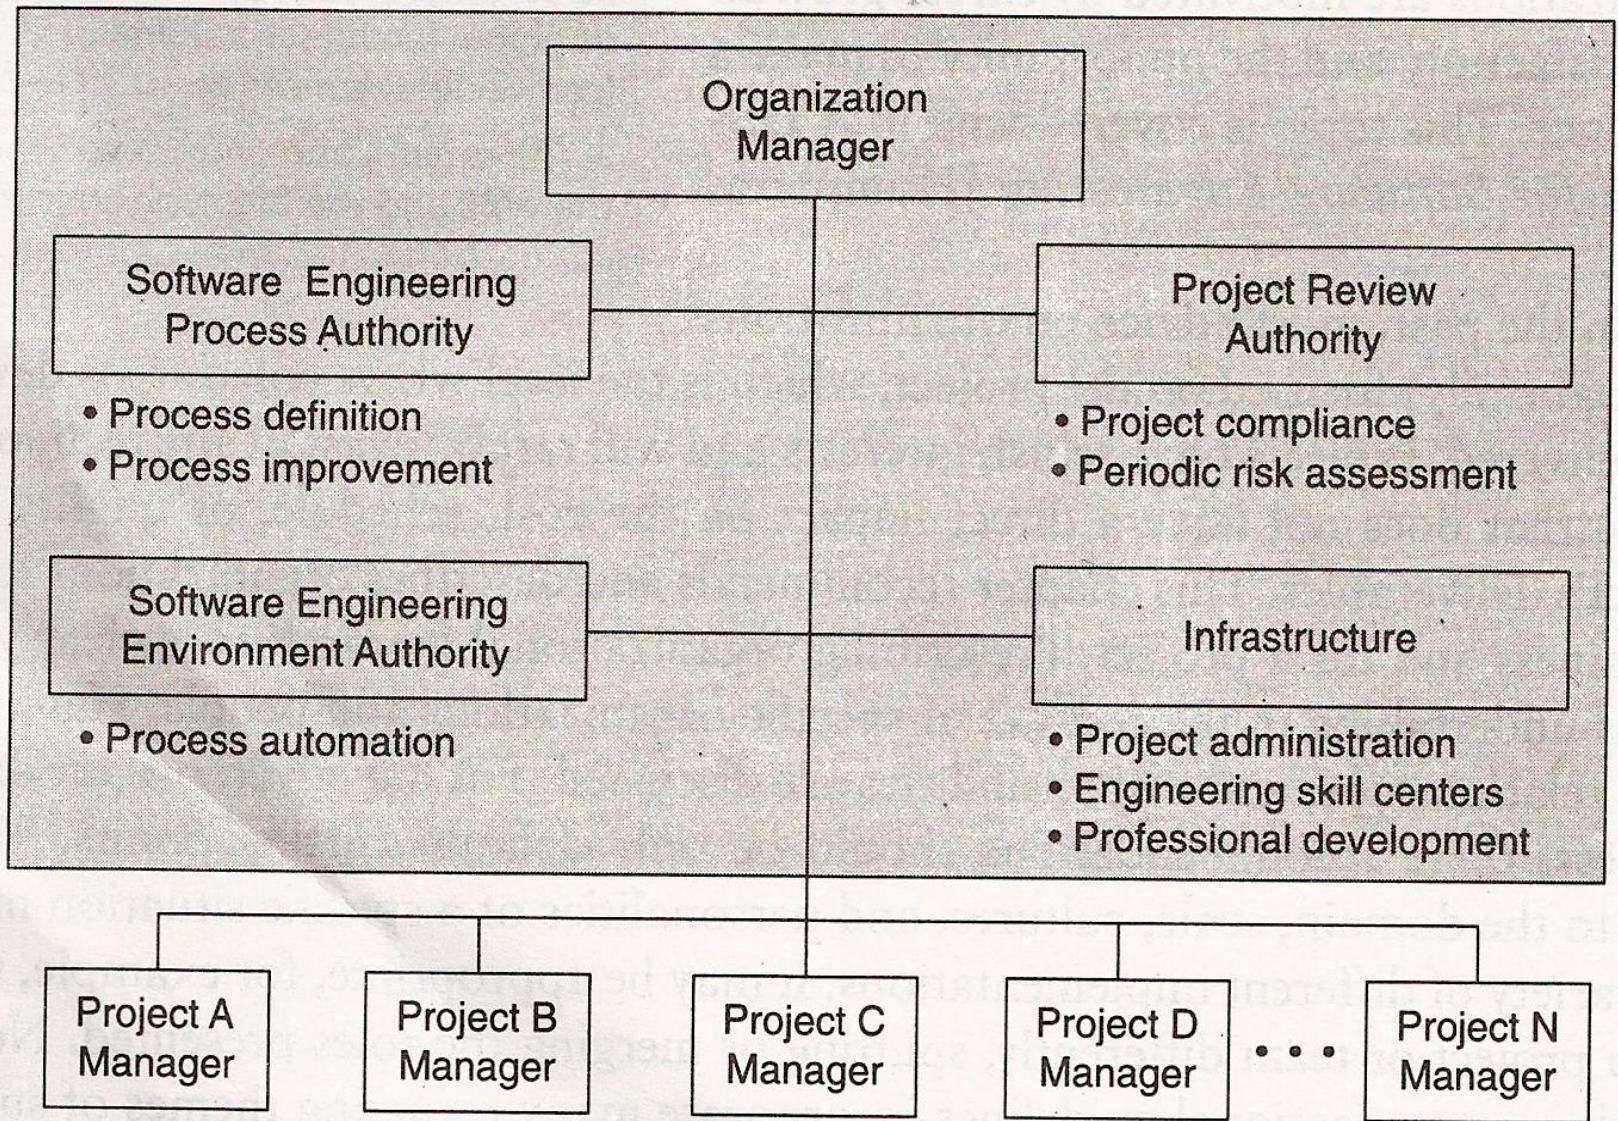 Organization
Manager
Software Engineering
Process Authority
• Process definition
• Process improvement
Project Review
Authority
• Project compliance
• Periodic risk assessment
Software Engineering
Environment Authority
• Process automation
Infrastructure
• Project administration
• Engineering skill centers
• Professional development
Project A
Manager
Project B
Manager
Project C
Manager
Project D
Manager
• • •
Project N
Manager